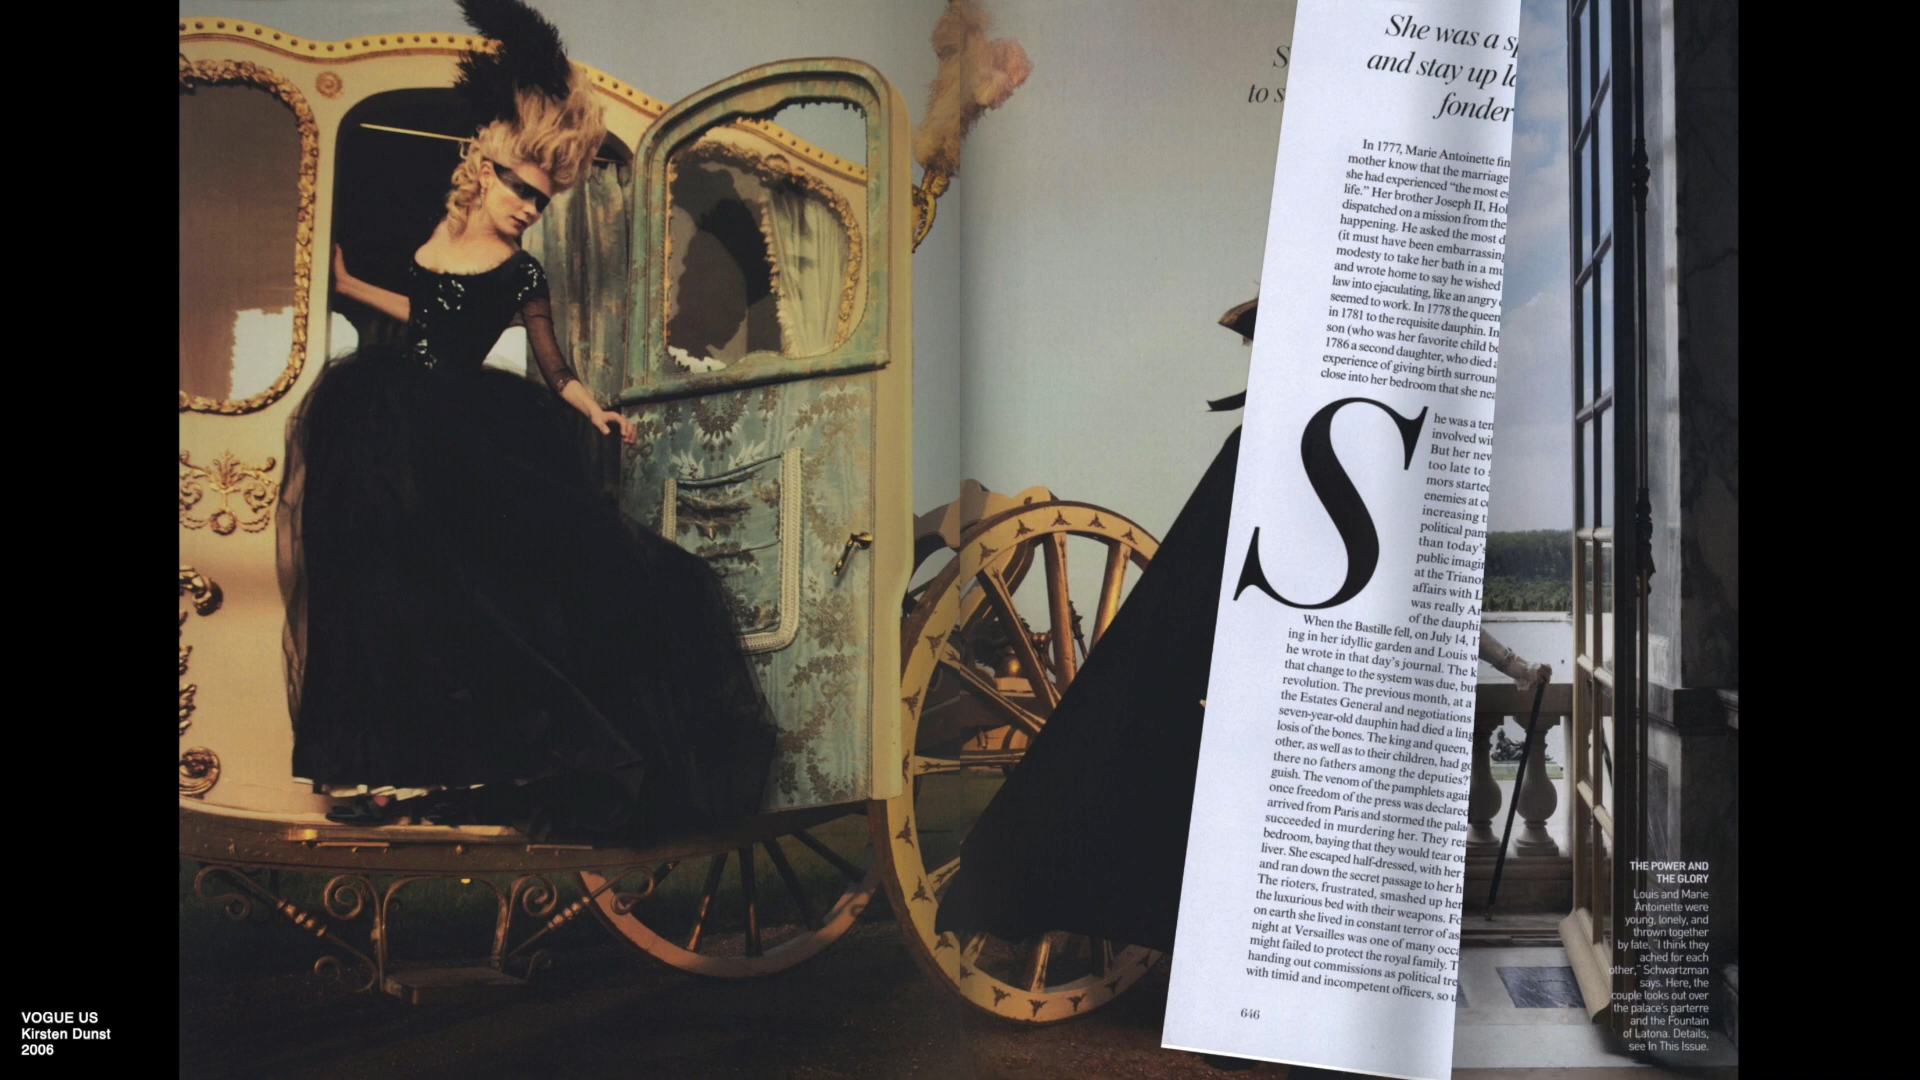 S
to s
She was a sp
and stay up la
fonder
In 1777, Marie Antoinette fin
mother know that the marriage
she had experienced "the most es
life." Her brother Joseph II, Hol
dispatched on a mission from the
happening. He asked the most d
(it must have been embarrassing
modesty to take her bath in a mu
and wrote home to say he wished
law into ejaculating, like an angry
seemed to work. In 1778 the queen
in 1781 to the requisite dauphin. In
son (who was her favorite child be
1786 a second daughter, who died a
experience of giving birth surroun
close into her bedroom that she nea
S
he was a ten
involved wit
But her new
too late to
mors started
enemies at co
increasing t
political pam
than today's
public imagin
at the Triano
affairs with L
was really Ar
of the dauphi
When the Bastille fell, on July 14, 1
ing in her idyllic garden and Louis w
he wrote in that day's journal. The k
that change to the system was due, but
revolution. The previous month, at a
the Estates General and negotiations
seven-year-old dauphin had died a ling
losis of the bones. The king and queen,
other, as well as to their children, had go
there no fathers among the deputies?"
guish. The venom of the pamphlets agai
once freedom of the press was declared
arrived from Paris and stormed the pala
succeeded in murdering her. They rea
bedroom, baying that they would tear ou
liver. She escaped half-dressed, with her
and ran down the secret passage to her h
The rioters, frustrated, smashed up her
the luxurious bed with their weapons. Fo
on earth she lived in constant terror of as
night at Versailles was one of many occa
might failed to protect the royal family. T
handing out commissions as political tre
with timid and incompetent officers, so u
646
THE POWER AND
THE GLORY
Louis and Marie
Antoinette were
young, lonely, and
thrown together
by fate. "I think they
ached for each
other," Schwartzman
says. Here, the
couple looks out over
the palace's parterre
and the Fountain
of Latona. Details,
see In This Issue.
VOGUE US
Kirsten Dunst
2006